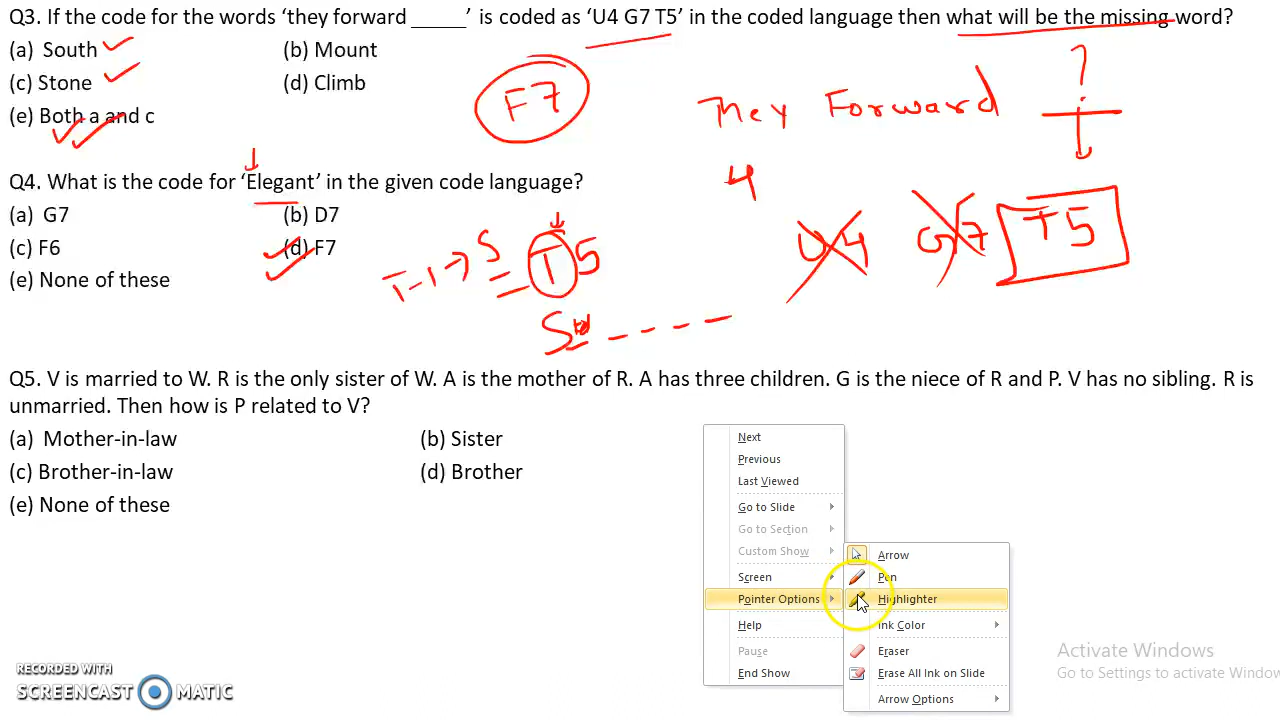 Q3. If the code for the words ‘they forward _____’ is coded as ‘U4 G7 T5’ in the coded language then what will be the missing word?
(a) South (b) Mount
(c) Stone (d) Climb
(e) Both a and c
F7
They Forward ?
4
U4 G7 T5
Q4. What is the code for ‘Elegant’ in the given code language?
(a) G7 (b) D7
(c) F6 (d) F7
(e) None of these
T-1→S T5
S
Q5. V is married to W. R is the only sister of W. A is the mother of R. A has three children. G is the niece of R and P. V has no sibling. R is
unmarried. Then how is P related to V?
(a) Mother-in-law (b) Sister
(c) Brother-in-law (d) Brother
(e) None of these
Next
Previous
Last Viewed
Go to Slide
Go to Section
Custom Show
Screen
Pointer Options
Help
Pause
End Show
Arrow
Pen
Highlighter
Ink Color
Eraser
Erase All Ink on Slide
Arrow Options
Activate Windows
Go to Settings to activate Window
RECORDED WITH
SCREENCAST MATIC